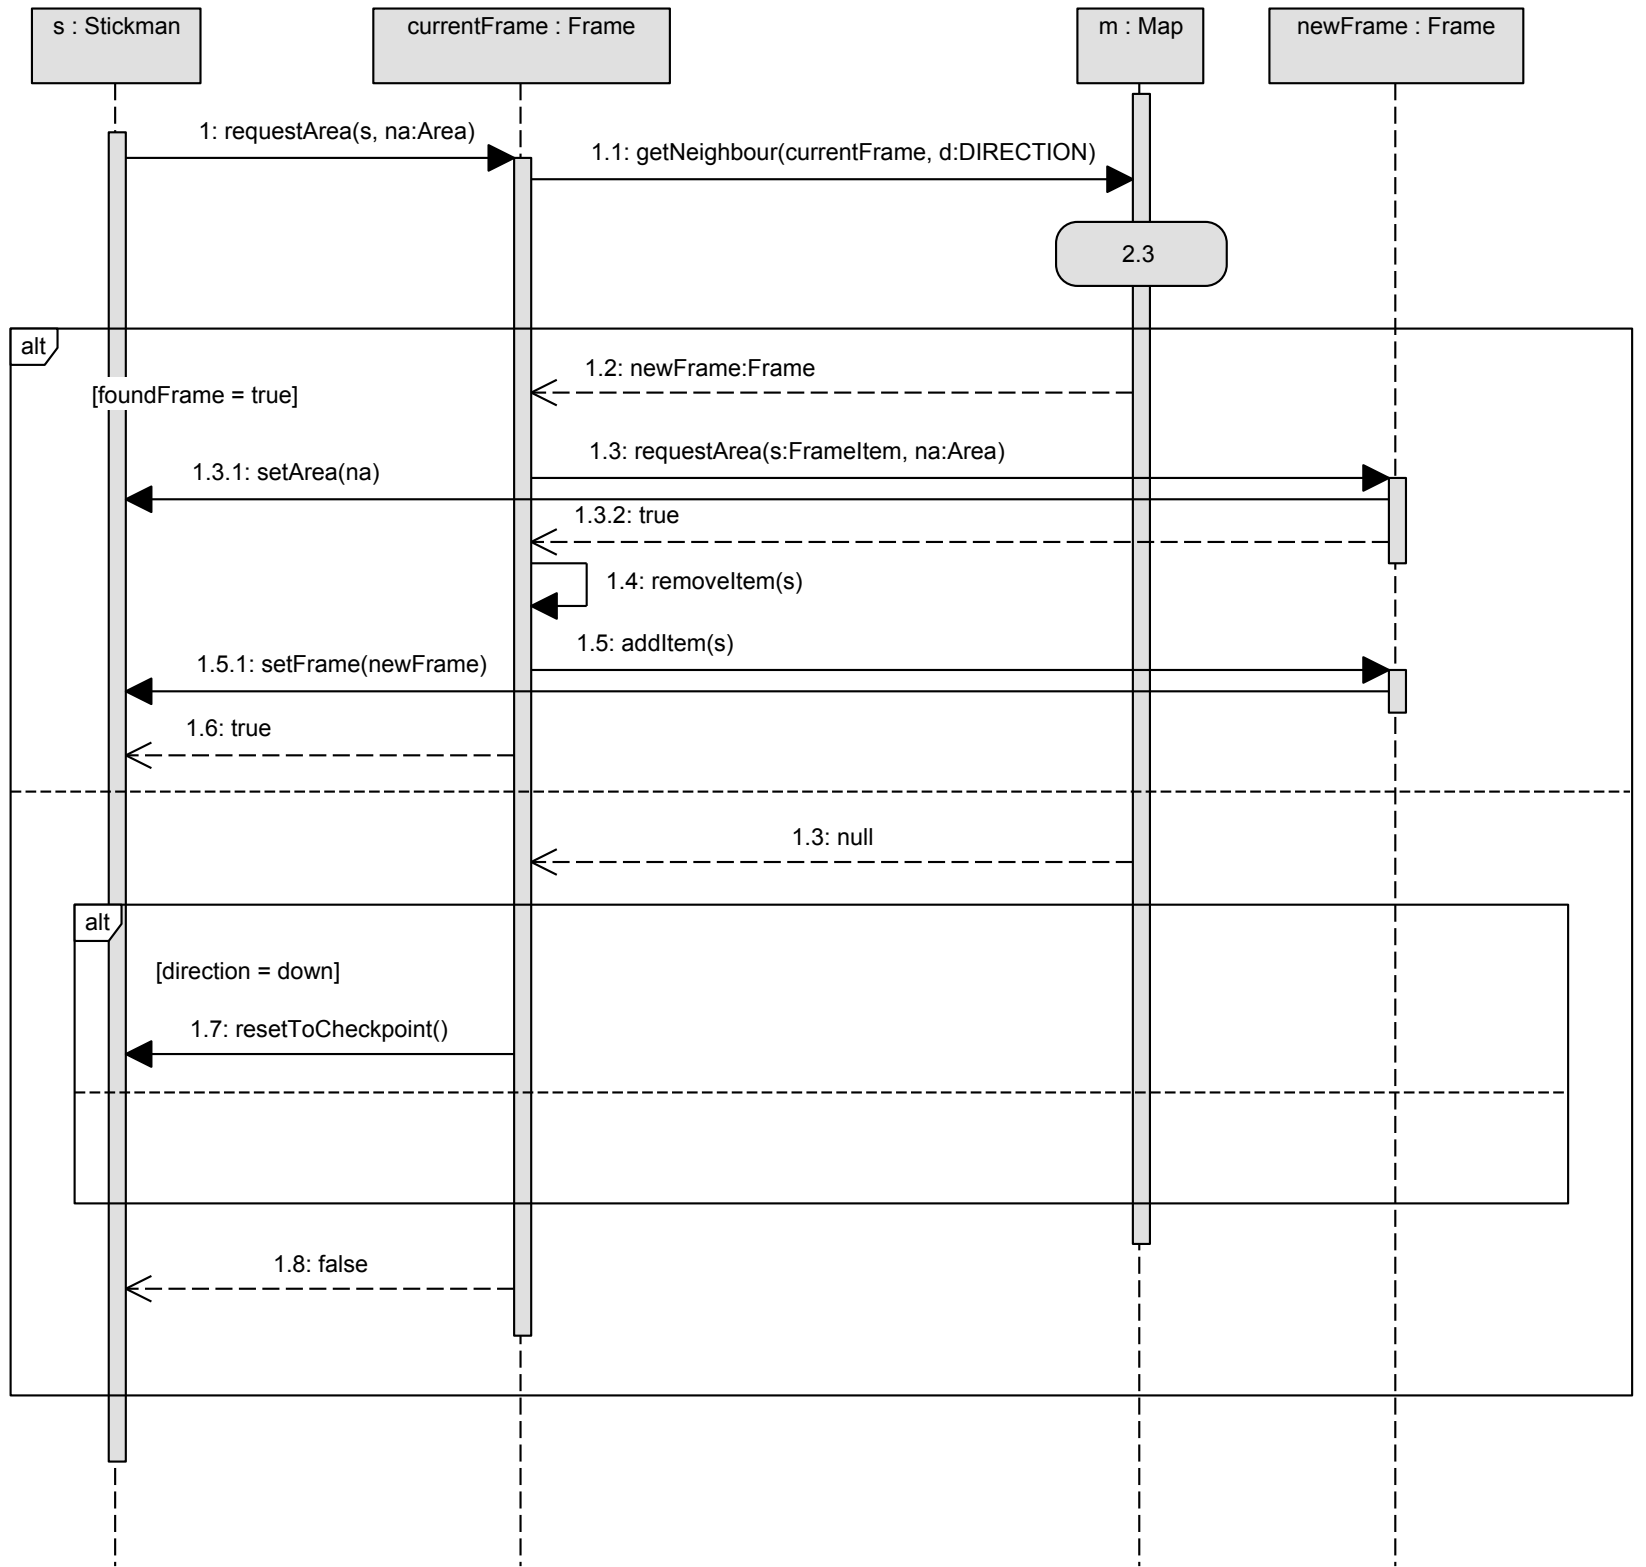 s : Stickman
currentFrame : Frame
m : Map
newFrame : Frame
1: requestArea(s, na:Area)
1.1: getNeighbour(currentFrame, d:DIRECTION)
2.3
alt
1.2: newFrame:Frame
[foundFrame = true]
1.3: requestArea(s:FrameItem, na:Area)
1.3.1: setArea(na)
1.3.2: true
1.4: removeItem(s)
1.5: addItem(s)
1.5.1: setFrame(newFrame)
1.6: true
1.3: null
alt
[direction = down]
1.7: resetToCheckpoint()
1.8: false